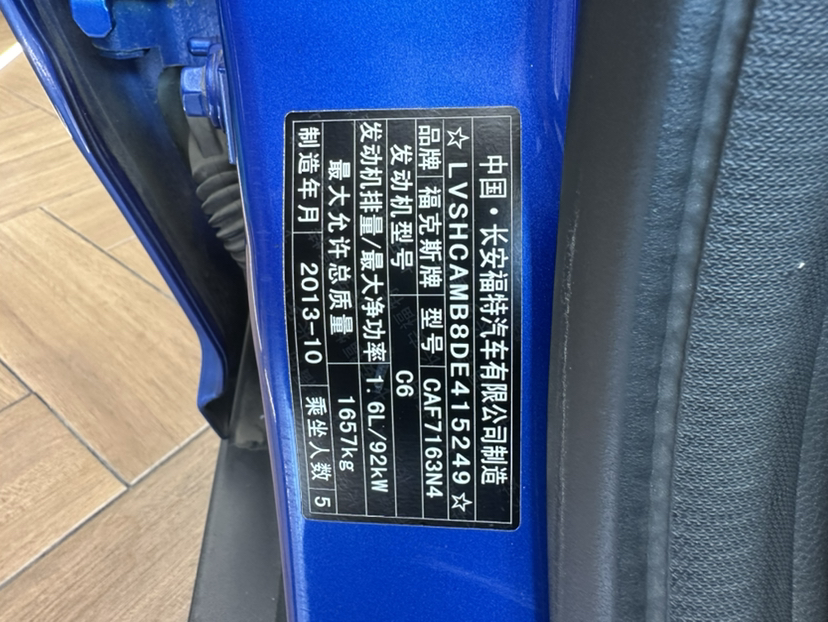 中国·长安福特汽车有限公司制造
☆LVSHCAMB8DE415249☆
品牌 福克斯牌 型号 CAF7163N4
发动机型号 C6
发动机排量/最大净功率 1.6L/92kW
最大允许总质量 1657kg
制造年月 2013-10 乘坐人数 5